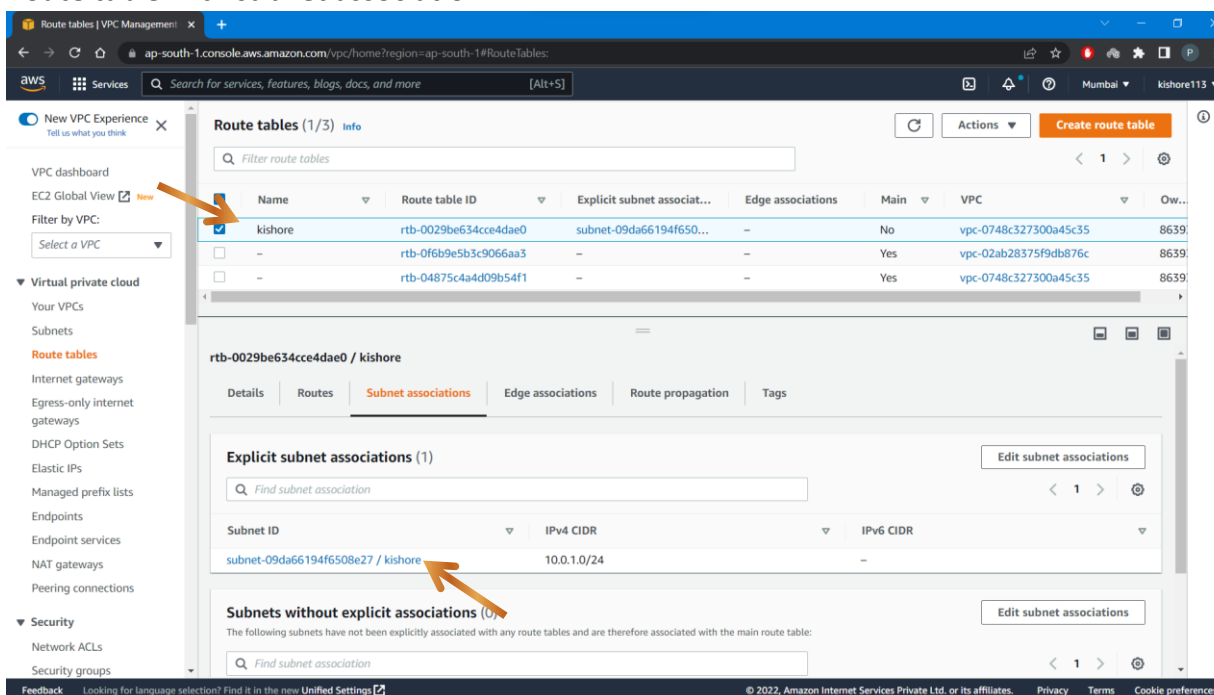 Route tables | VPC Management
ap-south-1.console.aws.amazon.com/vpc/home?region=ap-south-1#RouteTables:
P
aws
Services
Search for services, features, blogs, docs, and more
[Alt+S]
Mumbai
kishore113
New VPC Experience
Tell us what you think
VPC dashboard
EC2 Global View New
Filter by VPC:
Select a VPC
Virtual private cloud
Your VPCs
Subnets
Route tables
Internet gateways
Egress-only internet
gateways
DHCP Option Sets
Elastic IPs
Managed prefix lists
Endpoints
Endpoint services
NAT gateways
Peering connections
Security
Network ACLs
Security groups
Route tables (1/3) Info
Actions
Create route table
Filter route tables
1
Name Route table ID Explicit subnet associat... Edge associations Main VPC Ow...
kishore rtb-0029be634cce4dae0 subnet-09da66194f650... – No vpc-0748c327300a45c35
– rtb-0f6b9e5b3c9066aa3 – – Yes vpc-02ab28375f9db876c
– rtb-04875c4a4d09b54f1 – – Yes vpc-0748c327300a45c35
rtb-0029be634cce4dae0 / kishore
Details Routes Subnet associations Edge associations Route propagation Tags
Explicit subnet associations (1)
Edit subnet associations
Find subnet association
1
Subnet ID IPv4 CIDR IPv6 CIDR
subnet-09da66194f6508e27 / kishore 10.0.1.0/24 –
Subnets without explicit associations (0)
Edit subnet associations
The following subnets have not been explicitly associated with any route tables and are therefore associated with the main route table:
Find subnet association
1
Feedback Looking for language selection? Find it in the new Unified Settings
© 2022, Amazon Internet Services Private Ltd. or its affiliates. Privacy Terms Cookie preferences